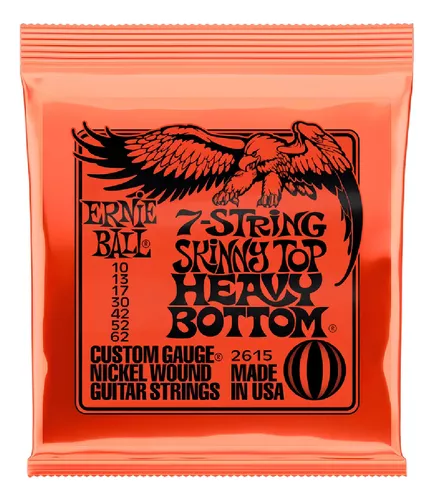 ERNIE
BALL®
10
13
17
30
42
52
62
7-STRING
SKINNY TOP
HEAVY
BOTTOM®
CUSTOM GAUGE®
NICKEL WOUND
GUITAR STRINGS
2615
MADE
IN USA